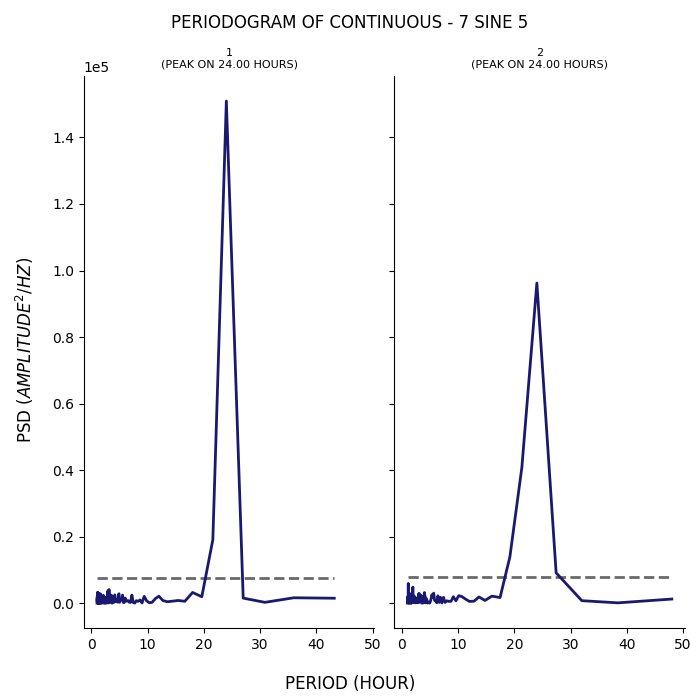 PERIODOGRAM OF CONTINUOUS - 7 SINE 5
1
(PEAK ON 24.00 HOURS)
2
(PEAK ON 24.00 HOURS)
1e5
1.4
1.2
1.0
0.8
0.6
0.4
0.2
0.0
PSD (AMPLITUDE²/HZ)
0 10 20 30 40 50
0 10 20 30 40 50
PERIOD (HOUR)